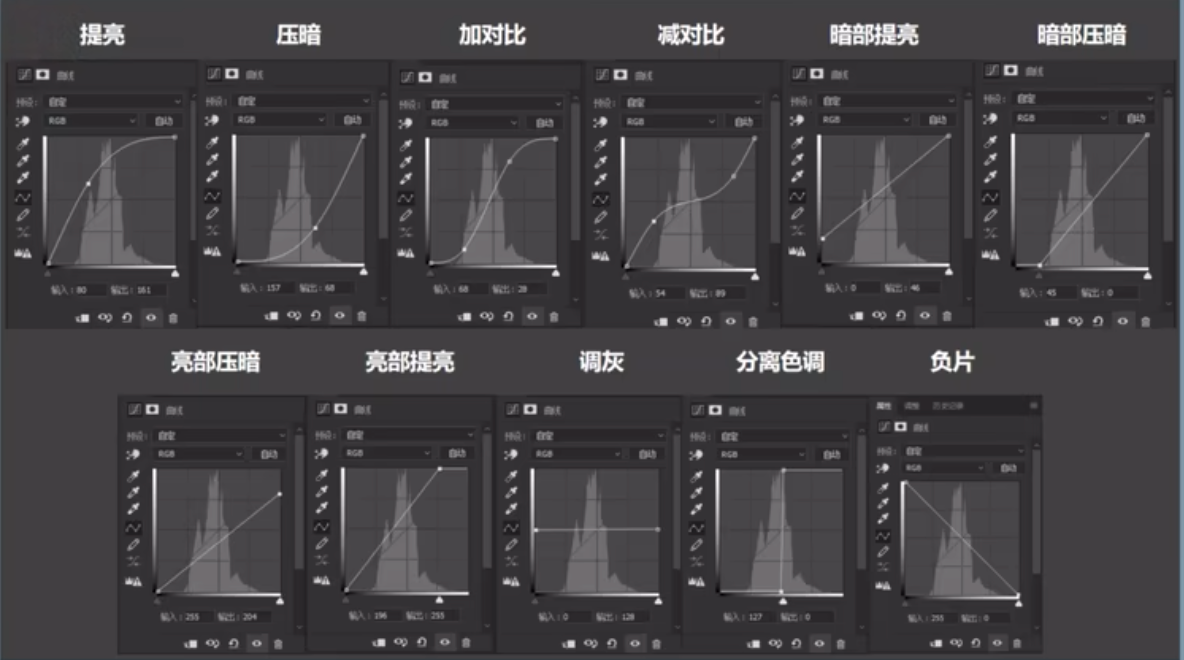 提亮 压暗 加对比 减对比 暗部提亮 暗部压暗
曲线 曲线 曲线 曲线 曲线 曲线
预设: 自定 预设: 自定 预设: 自定 预设: 自定 预设: 自定 预设: 自定
RGB 自动 RGB 自动 RGB 自动 RGB 自动 RGB 自动 RGB 自动
输入: 80 输出: 161 输入: 157 输出: 68 输入: 68 输出: 28 输入: 54 输出: 89 输入: 0 输出: 46 输入: 45 输出: 0
亮部压暗 亮部提亮 调灰 分离色调 负片
属性 调整 历史记录
曲线 曲线 曲线 曲线 曲线
预设: 自定 预设: 自定 预设: 自定 预设: 自定 预设: 自定
RGB 自动 RGB 自动 RGB 自动 RGB 自动 RGB 自动
输入: 255 输出: 204 输入: 196 输出: 255 输入: 0 输出: 128 输入: 127 输出: 0 输入: 255 输出: 0